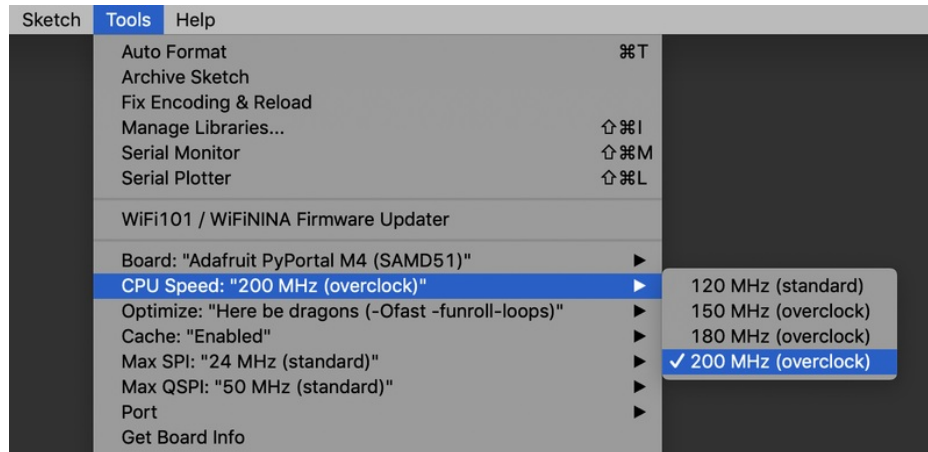 Sketch Tools Help
Auto Format ⌘T
Archive Sketch
Fix Encoding & Reload
Manage Libraries... ⇧⌘I
Serial Monitor ⇧⌘M
Serial Plotter ⇧⌘L
WiFi101 / WiFiNINA Firmware Updater
Board: "Adafruit PyPortal M4 (SAMD51)"
CPU Speed: "200 MHz (overclock)"
Optimize: "Here be dragons (-Ofast -funroll-loops)"
Cache: "Enabled"
Max SPI: "24 MHz (standard)"
Max QSPI: "50 MHz (standard)"
Port
Get Board Info
120 MHz (standard)
150 MHz (overclock)
180 MHz (overclock)
✓ 200 MHz (overclock)